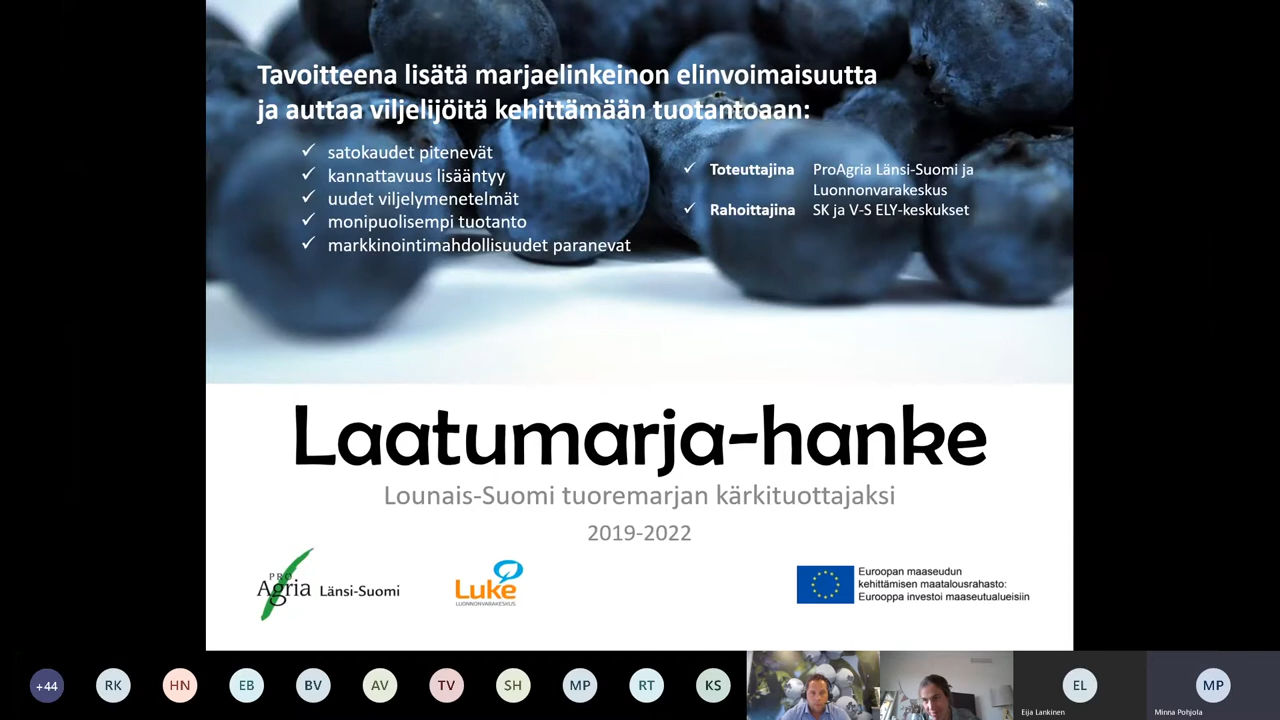 Tavoitteena lisätä marjaelinkeinon elinvoimaisuutta
ja auttaa viljelijöitä kehittämään tuotantoaan:
✓ satokaudet pitenevät
✓ kannattavuus lisääntyy
✓ uudet viljelymenetelmät
✓ monipuolisempi tuotanto
✓ markkinointimahdollisuudet paranevat
✓ Toteuttajina ProAgria Länsi-Suomi ja
Luonnonvarakeskus
✓ Rahoittajina SK ja V-S ELY-keskukset
Laatumarja-hanke
Lounais-Suomi tuoremarjan kärkituottajaksi
2019-2022
PRO
Agria Länsi-Suomi
Luke
LUONNONVARAKESKUS
Euroopan maaseudun
kehittämisen maatalousrahasto:
Eurooppa investoi maaseutualueisiin
+44 RK HN EB BV AV TV SH MP RT KS EL MP
Eija Lankinen
Minna Pohjola